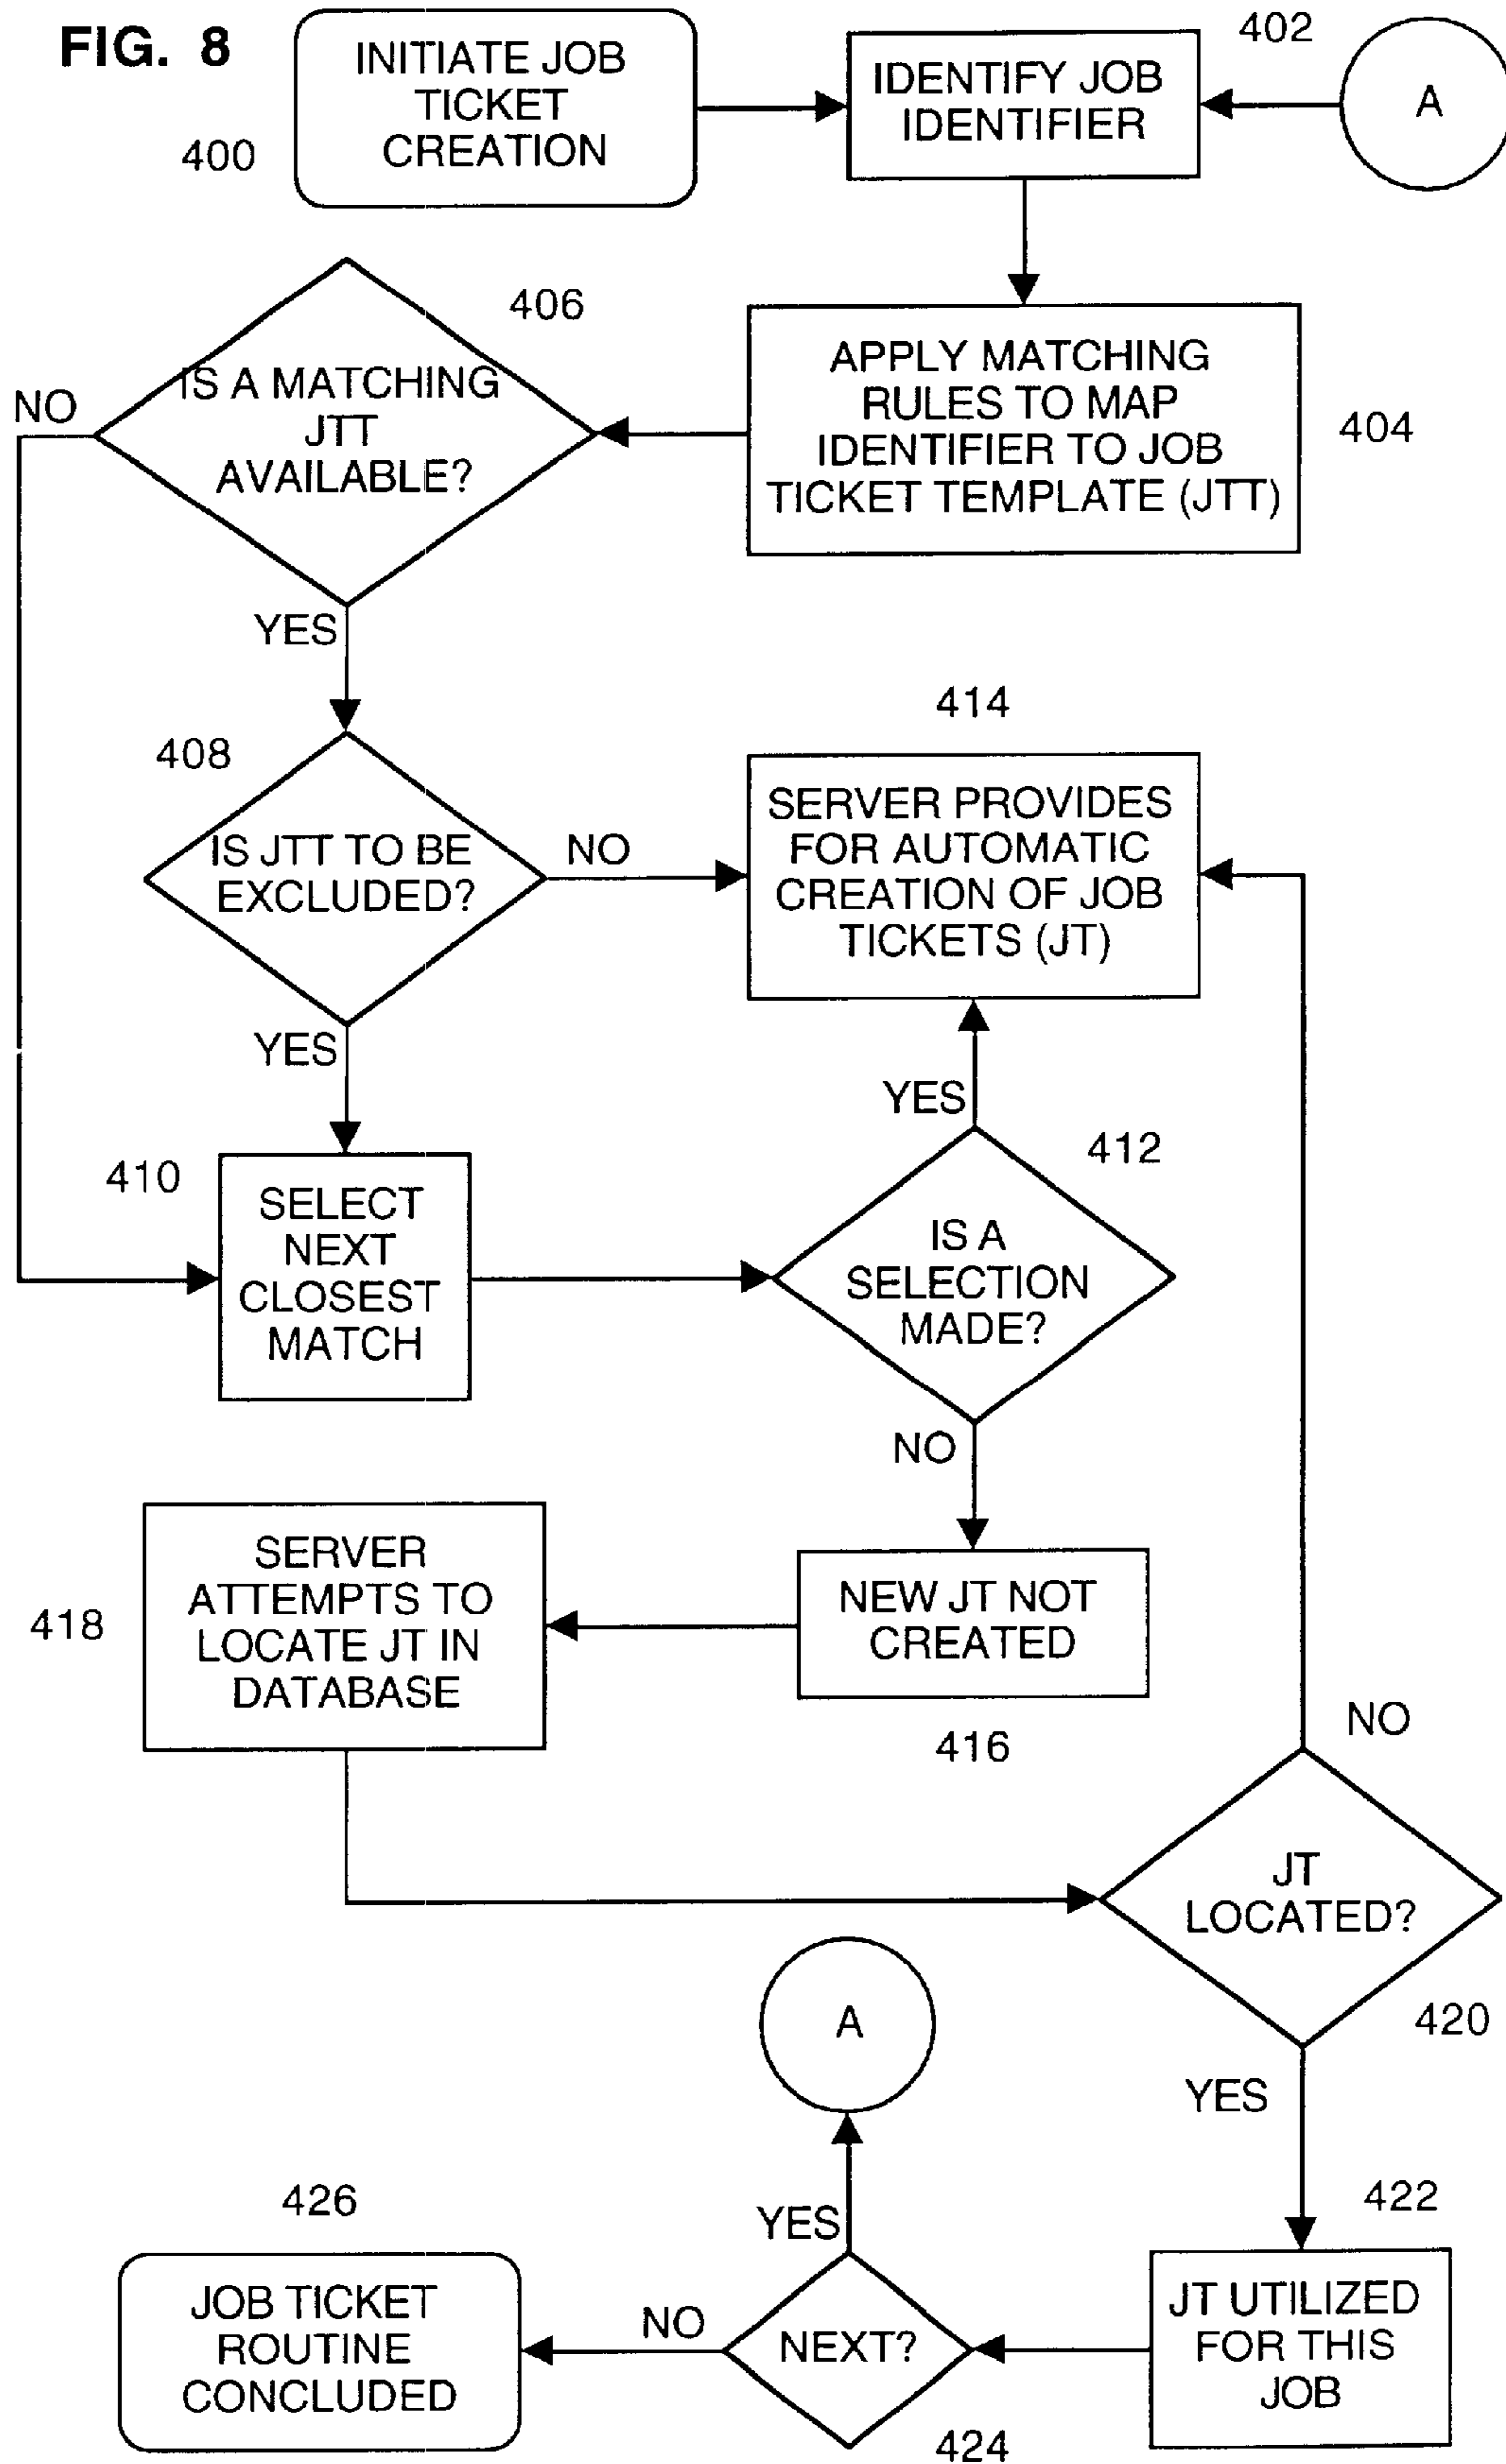 FIG. 8
INITIATE JOB
TICKET
CREATION
400
IDENTIFY JOB
IDENTIFIER
402
A
406
IS A MATCHING
JTT
AVAILABLE?
NO
YES
APPLY MATCHING
RULES TO MAP
IDENTIFIER TO JOB
TICKET TEMPLATE (JTT)
404
408
IS JTT TO BE
EXCLUDED?
NO
YES
414
SERVER PROVIDES
FOR AUTOMATIC
CREATION OF JOB
TICKETS (JT)
YES
410
SELECT
NEXT
CLOSEST
MATCH
412
IS A
SELECTION
MADE?
NO
418
SERVER
ATTEMPTS TO
LOCATE JT IN
DATABASE
NEW JT NOT
CREATED
416
NO
JT
LOCATED?
420
YES
A
YES
422
JT UTILIZED
FOR THIS
JOB
NEXT?
424
NO
426
JOB TICKET
ROUTINE
CONCLUDED